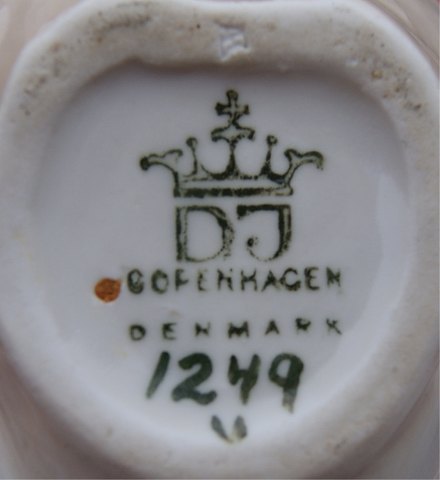 DJ
COPENHAGEN
DENMARK
1249